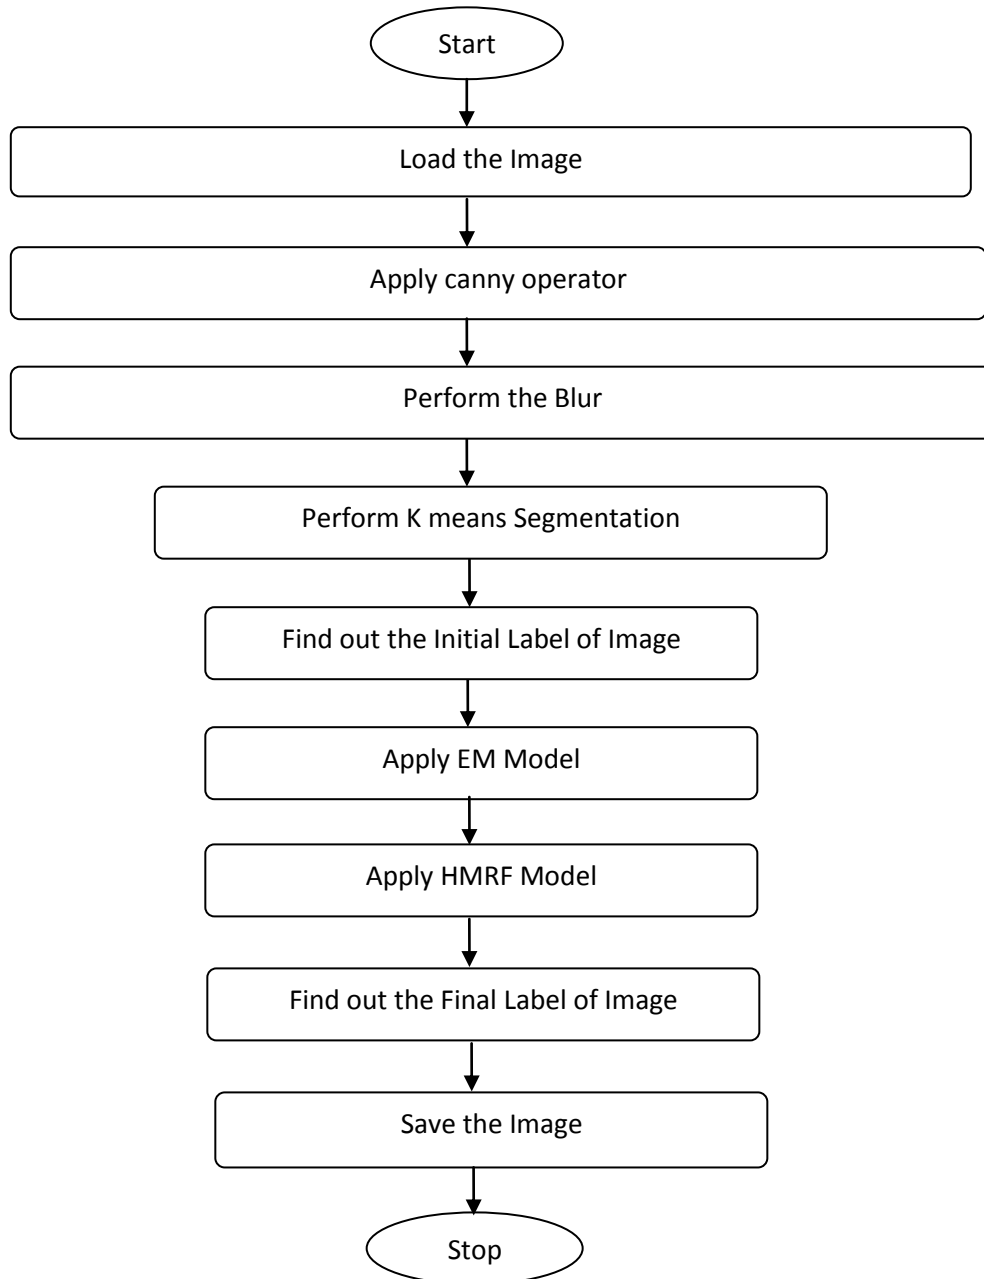 Start
Load the Image
Apply canny operator
Perform the Blur
Perform K means Segmentation
Find out the Initial Label of Image
Apply EM Model
Apply HMRF Model
Find out the Final Label of Image
Save the Image
Stop